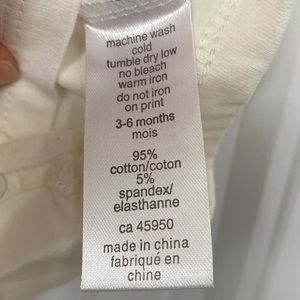 machine wash
cold
tumble dry low
no bleach
warm iron
do not iron
on print
3-6 months
mois
95%
cotton/coton
5%
spandex/
elasthanne
ca 45950
made in china
fabriqué en
chine